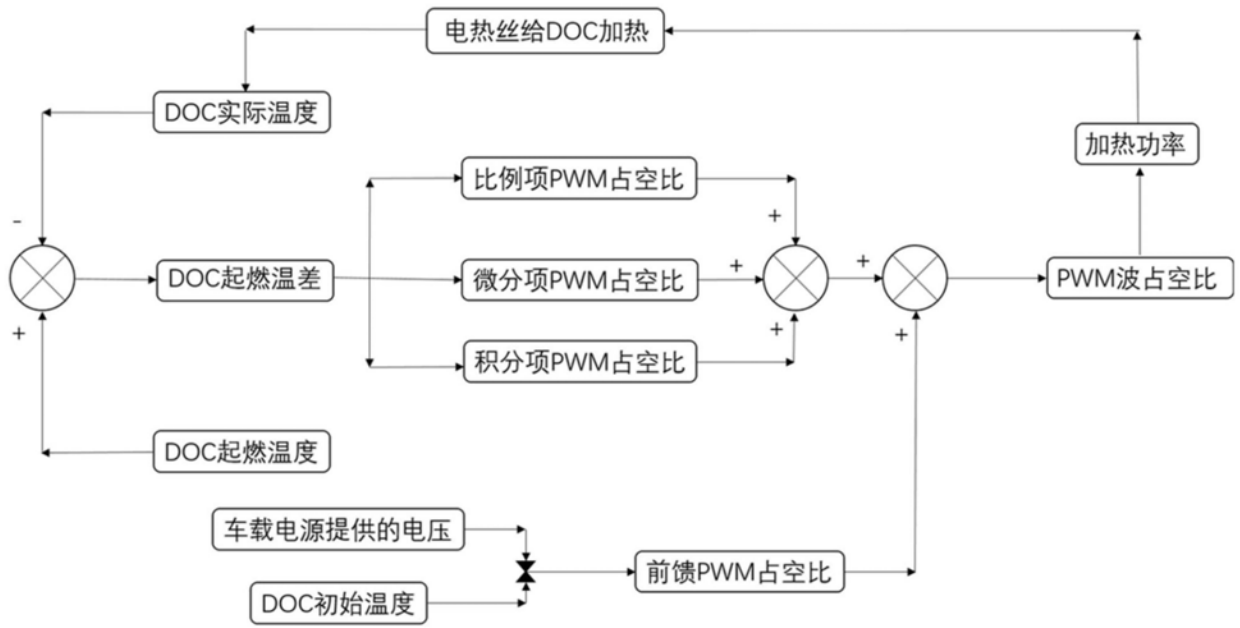 电热丝给DOC加热
DOC实际温度
加热功率
比例项PWM占空比
-
+
DOC起燃温差
微分项PWM占空比
+
+
PWM波占空比
+
+
+
积分项PWM占空比
DOC起燃温度
车载电源提供的电压
前馈PWM占空比
DOC初始温度